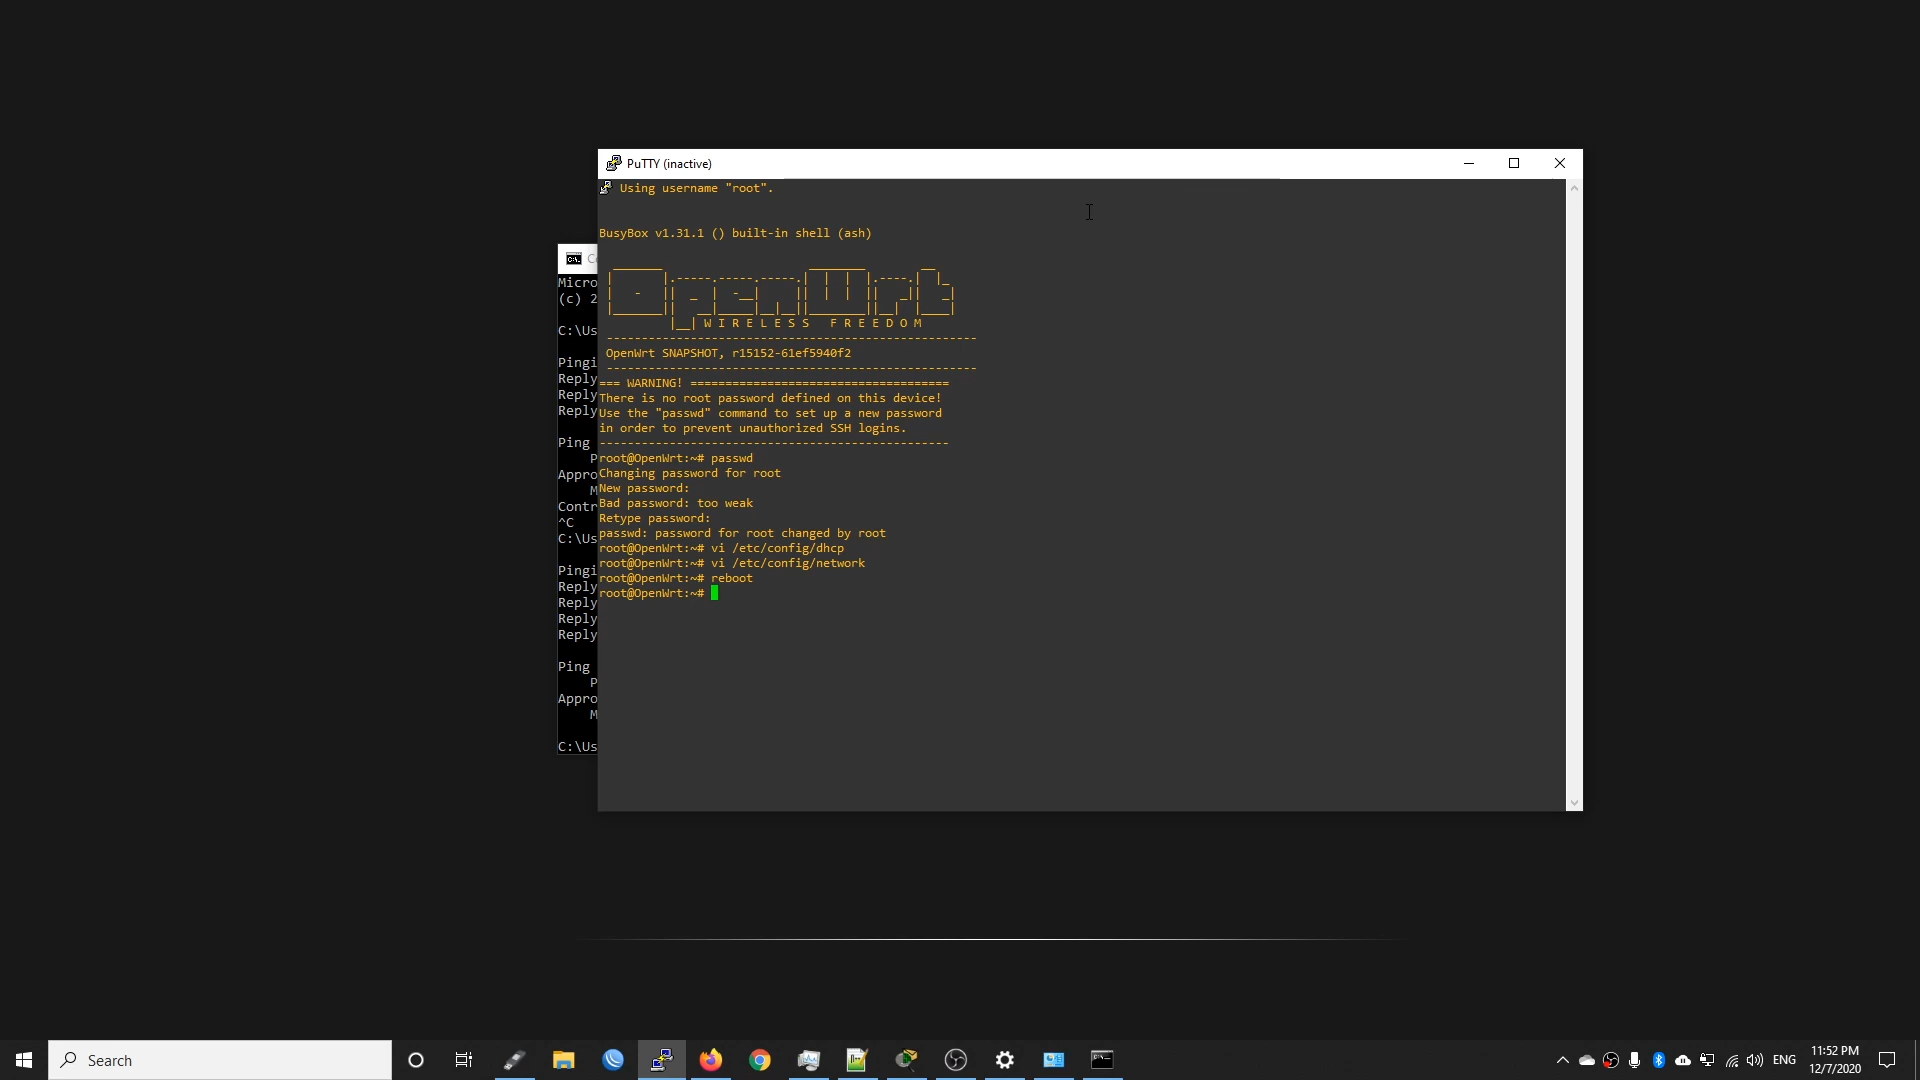 PuTTY (inactive)
Using username "root".
BusyBox v1.31.1 () built-in shell (ash)
OpenWrt
W I R E L E S S   F R E E D O M
-----------------------------------------------------
OpenWrt SNAPSHOT, r15152-61ef5940f2
-----------------------------------------------------
=== WARNING! =====================================
There is no root password defined on this device!
Use the "passwd" command to set up a new password
in order to prevent unauthorized SSH logins.
--------------------------------------------------
root@OpenWrt:~# passwd
Changing password for root
New password:
Bad password: too weak
Retype password:
passwd: password for root changed by root
root@OpenWrt:~# vi /etc/config/dhcp
root@OpenWrt:~# vi /etc/config/network
root@OpenWrt:~# reboot
root@OpenWrt:~#
C
Micro
(c) 2
C:\Us
Pingi
Reply
Reply
Reply
Ping
P
Appro
M
Contr
^C
C:\Us
Pingi
Reply
Reply
Reply
Reply
Ping
P
Appro
M
C:\Us
Search
ENG
11:52 PM
12/7/2020